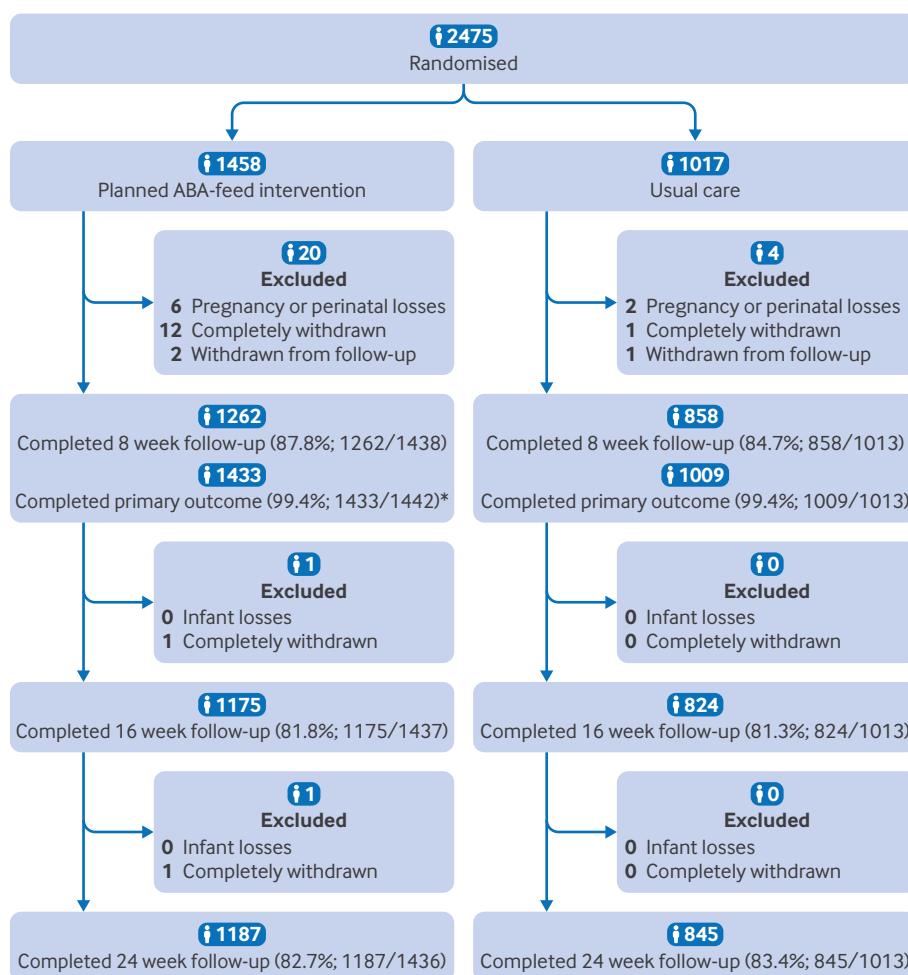 2475
Randomised
1458
Planned ABA-feed intervention
1017
Usual care
20
Excluded
6 Pregnancy or perinatal losses
12 Completely withdrawn
2 Withdrawn from follow-up
4
Excluded
2 Pregnancy or perinatal losses
1 Completely withdrawn
1 Withdrawn from follow-up
1262
Completed 8 week follow-up (87.8%; 1262/1438)
1433
Completed primary outcome (99.4%; 1433/1442)*
858
Completed 8 week follow-up (84.7%; 858/1013)
1009
Completed primary outcome (99.4%; 1009/1013)
1
Excluded
0 Infant losses
1 Completely withdrawn
0
Excluded
0 Infant losses
0 Completely withdrawn
1175
Completed 16 week follow-up (81.8%; 1175/1437)
824
Completed 16 week follow-up (81.3%; 824/1013)
1
Excluded
0 Infant losses
1 Completely withdrawn
0
Excluded
0 Infant losses
0 Completely withdrawn
1187
Completed 24 week follow-up (82.7%; 1187/1436)
845
Completed 24 week follow-up (83.4%; 845/1013)